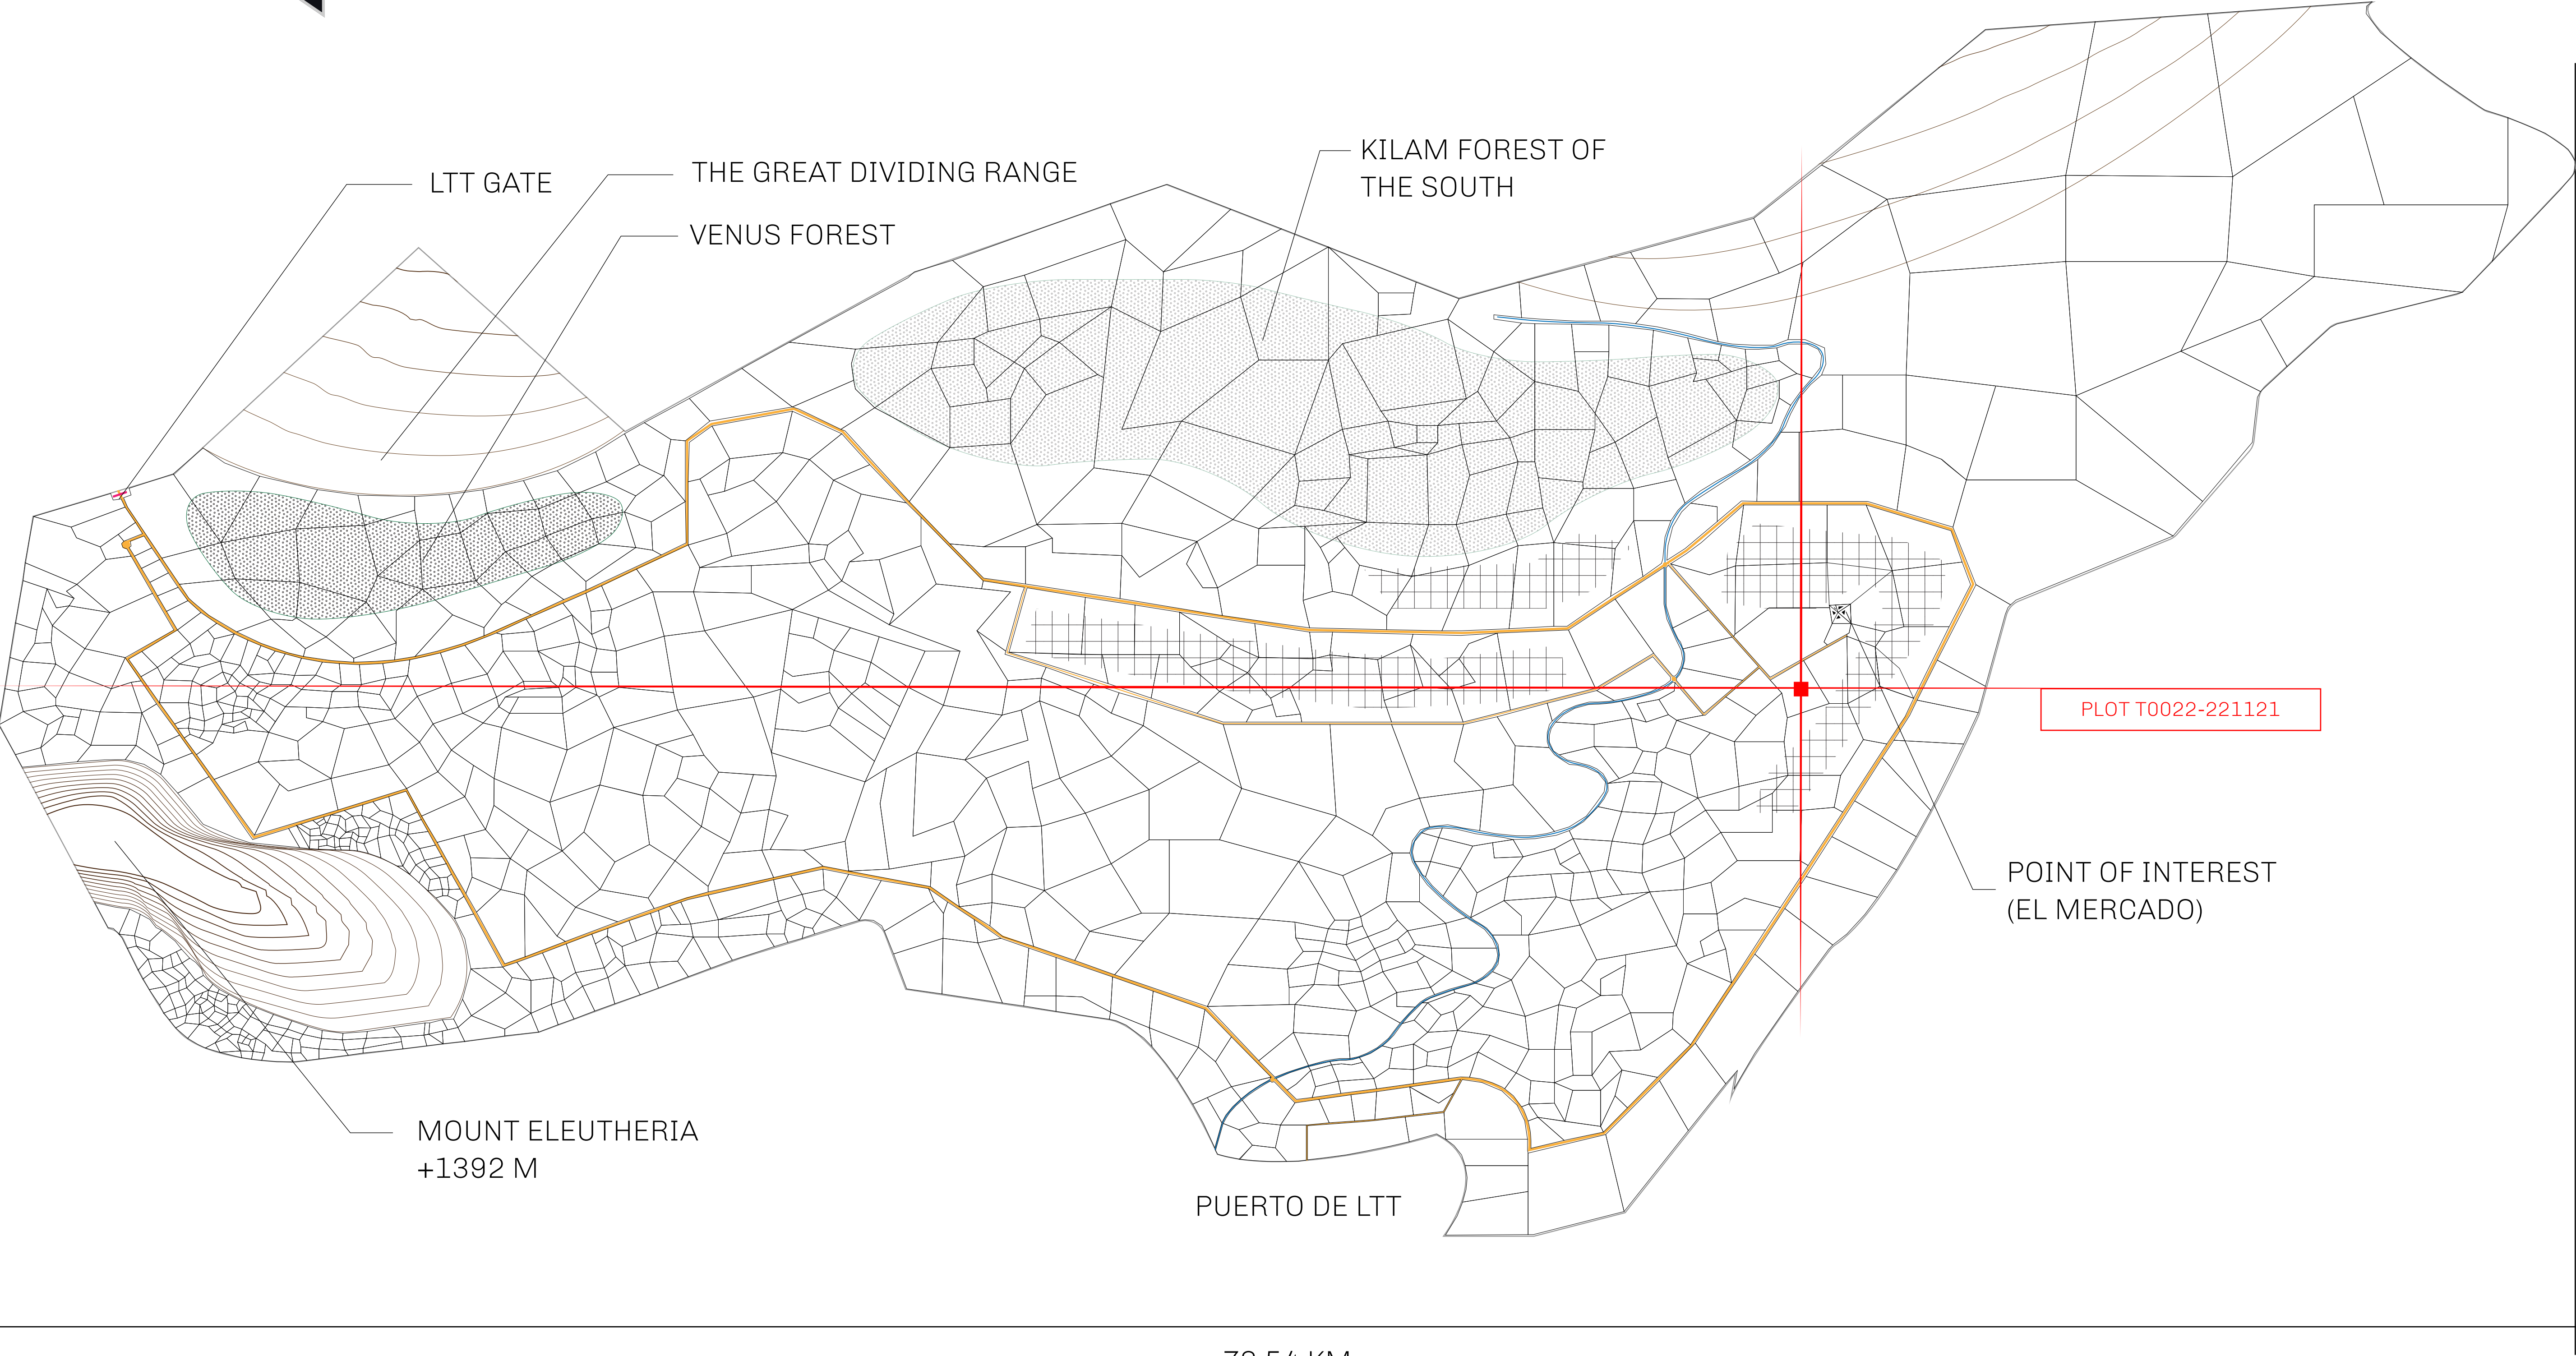 LTT GATE
THE GREAT DIVIDING RANGE
VENUS FOREST
KILAM FOREST OF
THE SOUTH
PLOT T0022-221121
POINT OF INTEREST
(EL MERCADO)
MOUNT ELEUTHERIA
+1392 M
PUERTO DE LTT
KM